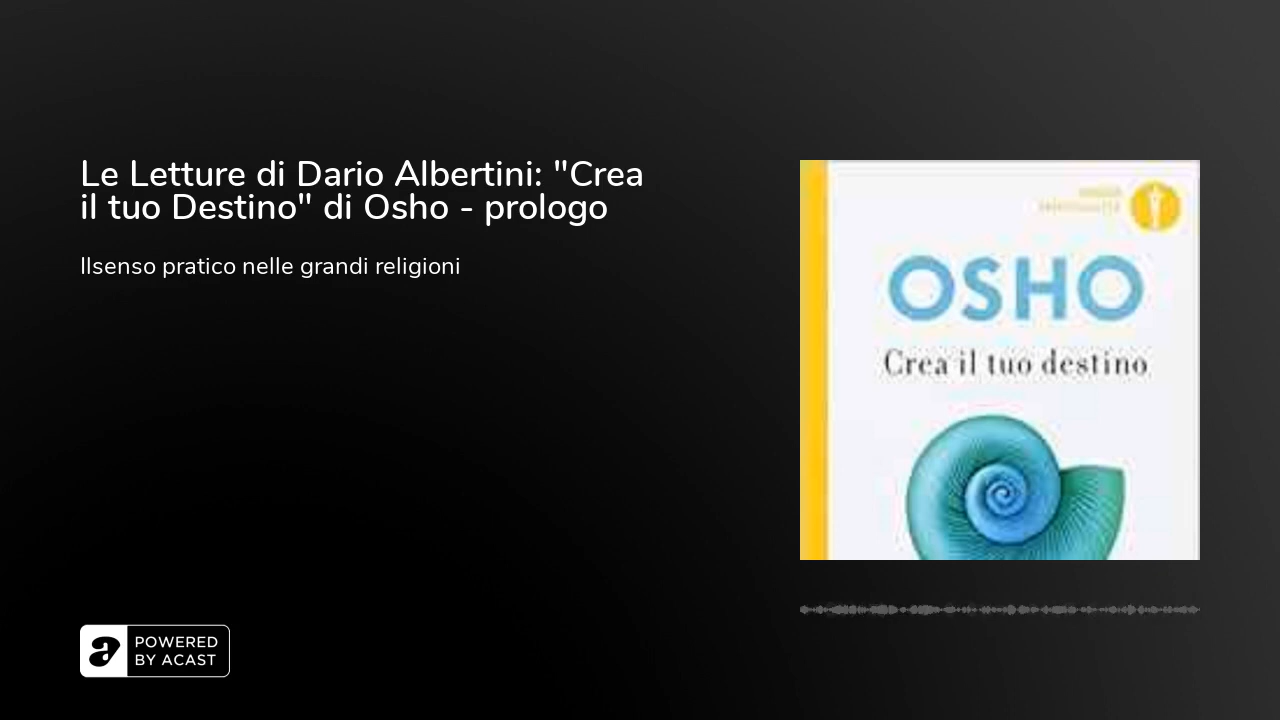 Le Letture di Dario Albertini: "Crea
il tuo Destino" di Osho - prologo
Ilsenso pratico nelle grandi religioni
OSHO
Crea il tuo destino
a
POWERED
BY ACAST